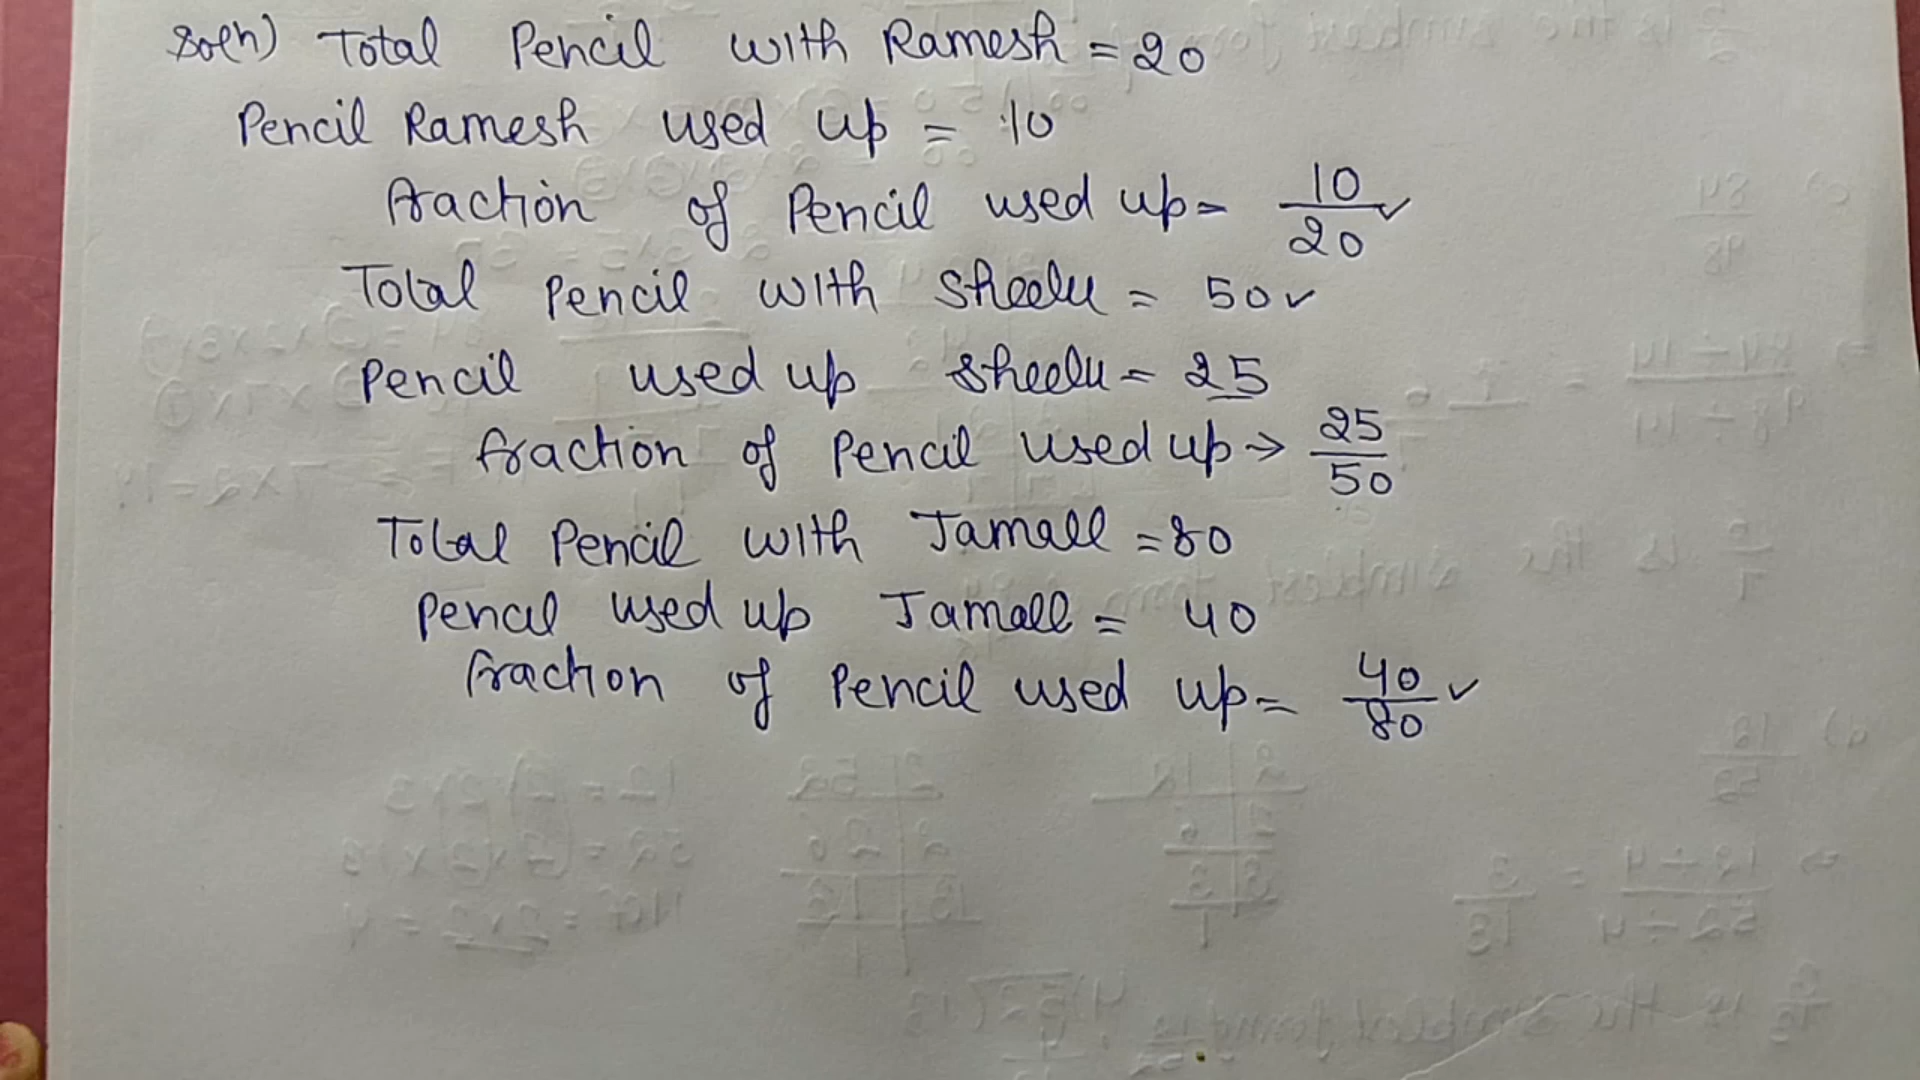 Soln) Total Pencil with Ramesh = 20
Pencil Ramesh used up = 10
fraction of Pencil used up = 10/20 ✓
Total Pencil with Sheelu = 50 ✓
Pencil used up Sheelu = 25
fraction of Pencil used up → 25/50
Total Pencil with Jamall = 80
Pencil used up Jamall = 40
fraction of Pencil used up = 40/80 ✓